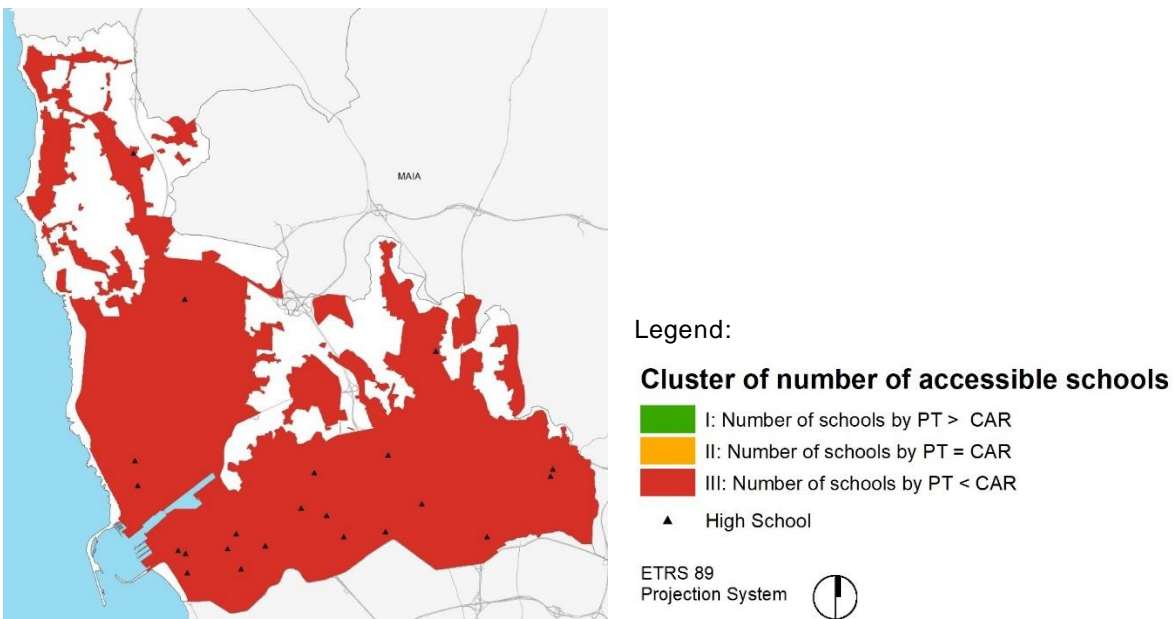 MAIA
Legend:
Cluster of number of accessible schools
I: Number of schools by PT > CAR
II: Number of schools by PT = CAR
III: Number of schools by PT < CAR
High School
ETRS 89
Projection System